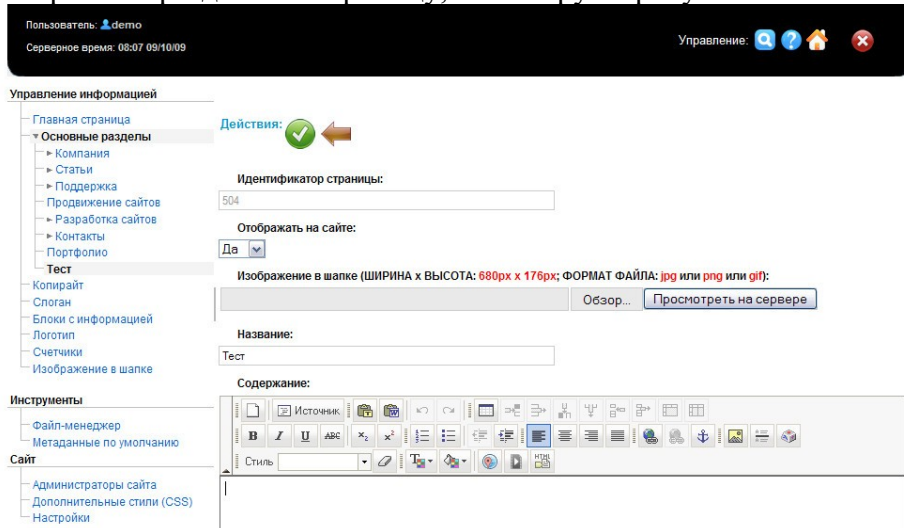 Пользователь: demo
Серверное время: 08:07 09/10/09
Управление:
Управление информацией
Главная страница
Основные разделы
Компания
Статьи
Поддержка
Продвижение сайтов
Разработка сайтов
Контакты
Портфолио
Тест
Копирайт
Слоган
Блоки с информацией
Логотип
Счетчики
Изображение в шапке
Инструменты
Файл-менеджер
Метаданные по умолчанию
Сайт
Администраторы сайта
Дополнительные стили (CSS)
Настройки
Действия:
Идентификатор страницы:
504
Отображать на сайте:
Да
Изображение в шапке (ШИРИНА x ВЫСОТА: 680px x 176px; ФОРМАТ ФАЙЛА: jpg или png или gif):
Обзор... Просмотреть на сервере
Название:
Тест
Содержание:
Источник
B I U ABC x₂ x²
Стиль
HTML